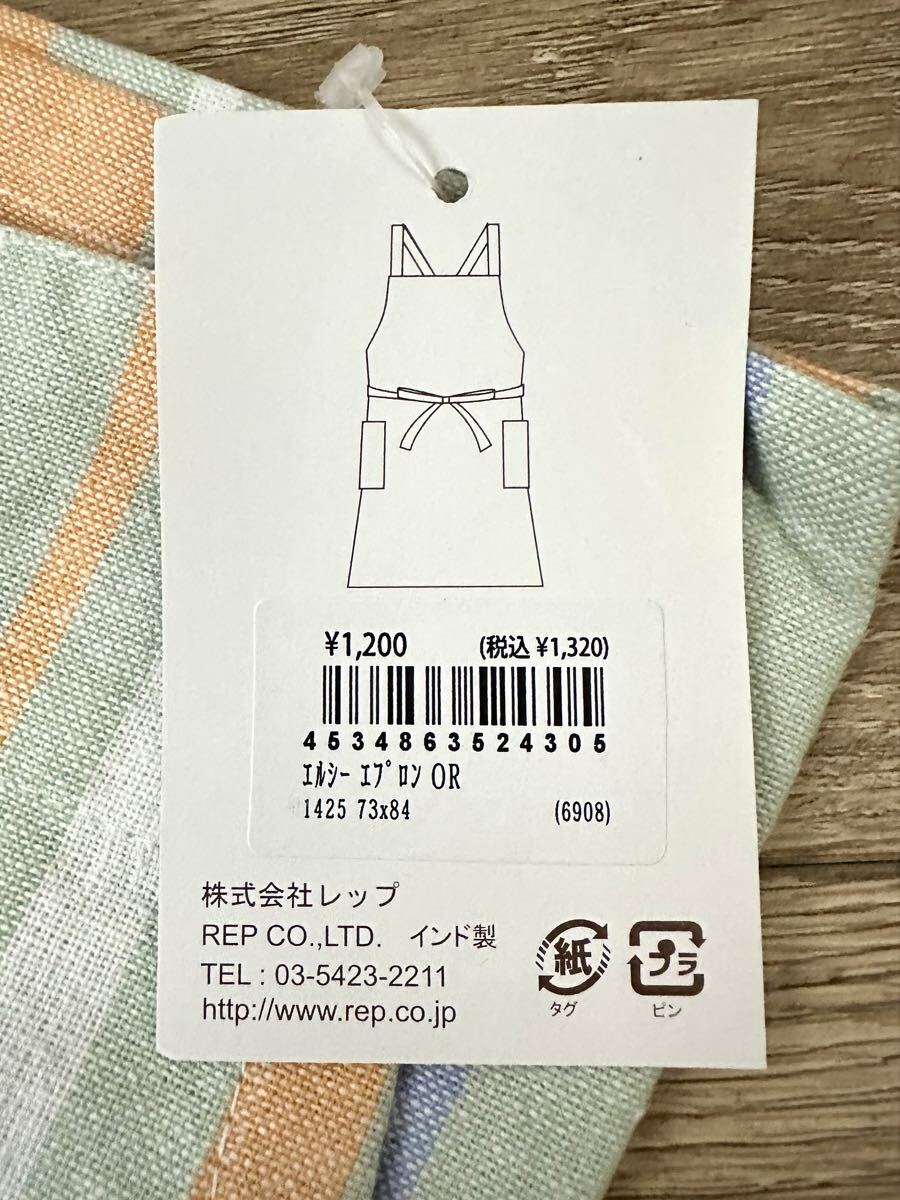 ¥1,200 (税込 ¥1,320)
4534863524305
ｴﾙｼｰ ｴﾌﾟﾛﾝ OR
1425 73x84 (6908)
株式会社レップ
REP CO.,LTD. インド製
TEL : 03-5423-2211
http://www.rep.co.jp
紙 プラ
タグ ピン